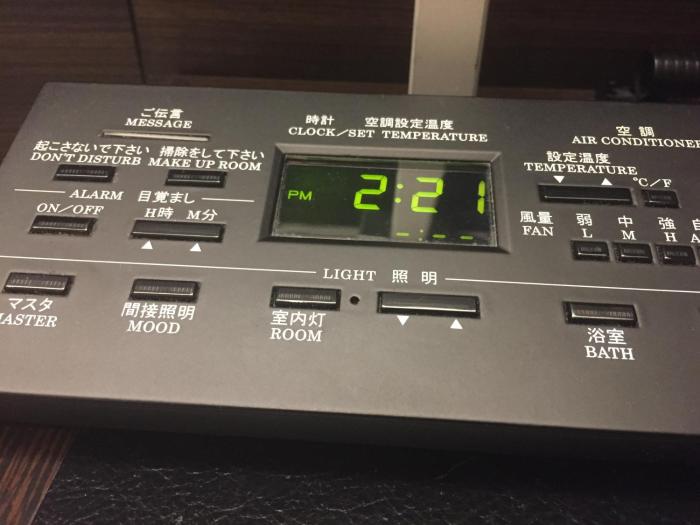 ご伝言
MESSAGE
時計 空調設定温度
CLOCK/SET TEMPERATURE
空調
AIR CONDITIONER
起こさないで下さい 掃除をして下さい
DON'T DISTURB MAKE UP ROOM
設定温度
TEMPERATURE °C/F
ALARM 目覚まし
ON/OFF H時 M分
PM 2:21
風量 弱 中 強 自
FAN L M H A
LIGHT 照明
マスタ
MASTER
間接照明
MOOD
室内灯
ROOM
浴室
BATH